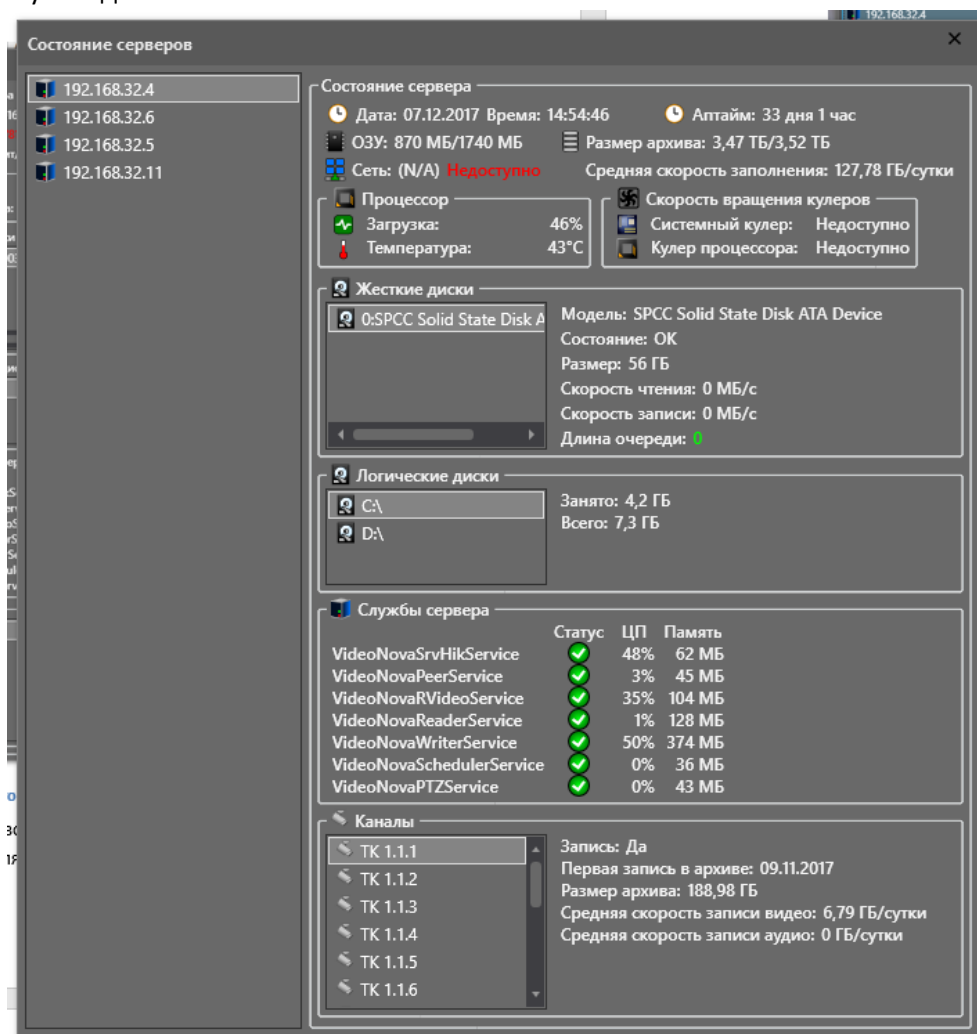 192.168.32.4
Состояние серверов
192.168.32.4
192.168.32.6
192.168.32.5
192.168.32.11
Состояние сервера
Дата: 07.12.2017 Время: 14:54:46 Аптайм: 33 дня 1 час
ОЗУ: 870 МБ/1740 МБ Размер архива: 3,47 ТБ/3,52 ТБ
Сеть: (N/A) Недоступно Средняя скорость заполнения: 127,78 ГБ/сутки
Процессор
Загрузка: 46%
Температура: 43°C
Скорость вращения кулеров
Системный кулер: Недоступно
Кулер процессора: Недоступно
Жесткие диски
0:SPCC Solid State Disk A
Модель: SPCC Solid State Disk ATA Device
Состояние: OK
Размер: 56 ГБ
Скорость чтения: 0 МБ/с
Скорость записи: 0 МБ/с
Длина очереди: 0
Логические диски
C:\
D:\
Занято: 4,2 ГБ
Всего: 7,3 ГБ
Службы сервера
Статус ЦП Память
VideoNovaSrvHikService 48% 62 МБ
VideoNovaPeerService 3% 45 МБ
VideoNovaRVideoService 35% 104 МБ
VideoNovaReaderService 1% 128 МБ
VideoNovaWriterService 50% 374 МБ
VideoNovaSchedulerService 0% 36 МБ
VideoNovaPTZService 0% 43 МБ
Каналы
ТК 1.1.1
ТК 1.1.2
ТК 1.1.3
ТК 1.1.4
ТК 1.1.5
ТК 1.1.6
Запись: Да
Первая запись в архиве: 09.11.2017
Размер архива: 188,98 ГБ
Средняя скорость записи видео: 6,79 ГБ/сутки
Средняя скорость записи аудио: 0 ГБ/сутки